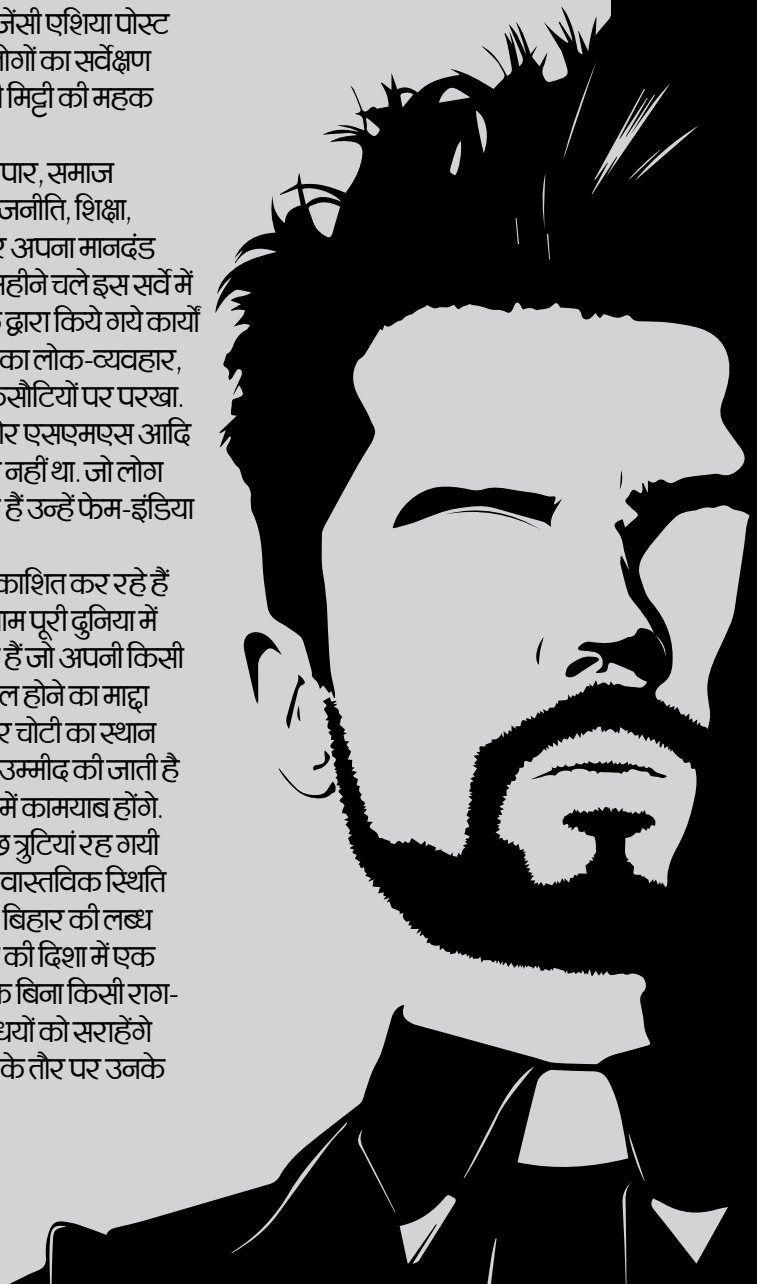 जेंसी एशिया पोस्ट
लोगों का सर्वेक्षण
मिट्टी की महक
पार, समाज
जनीति, शिक्षा,
र अपना मानदंड
महीने चले इस सर्वे में
द्वारा किये गये कार्यों
का लोक-व्यवहार,
कसौटियों पर परखा.
ोर एसएमएस आदि
नहीं था. जो लोग
हैं उन्हें फेम-इंडिया
काशित कर रहे हैं
ाम पूरी दुनिया में
हैं जो अपनी किसी
ल होने का माद्दा
र चोटी का स्थान
उम्मीद की जाती है
में कामयाब होंगे.
छ त्रुटियां रह गयी
वास्तविक स्थिति
बिहार की लब्ध
की दिशा में एक
क बिना किसी राग-
धयों को सराहेंगे
के तौर पर उनके